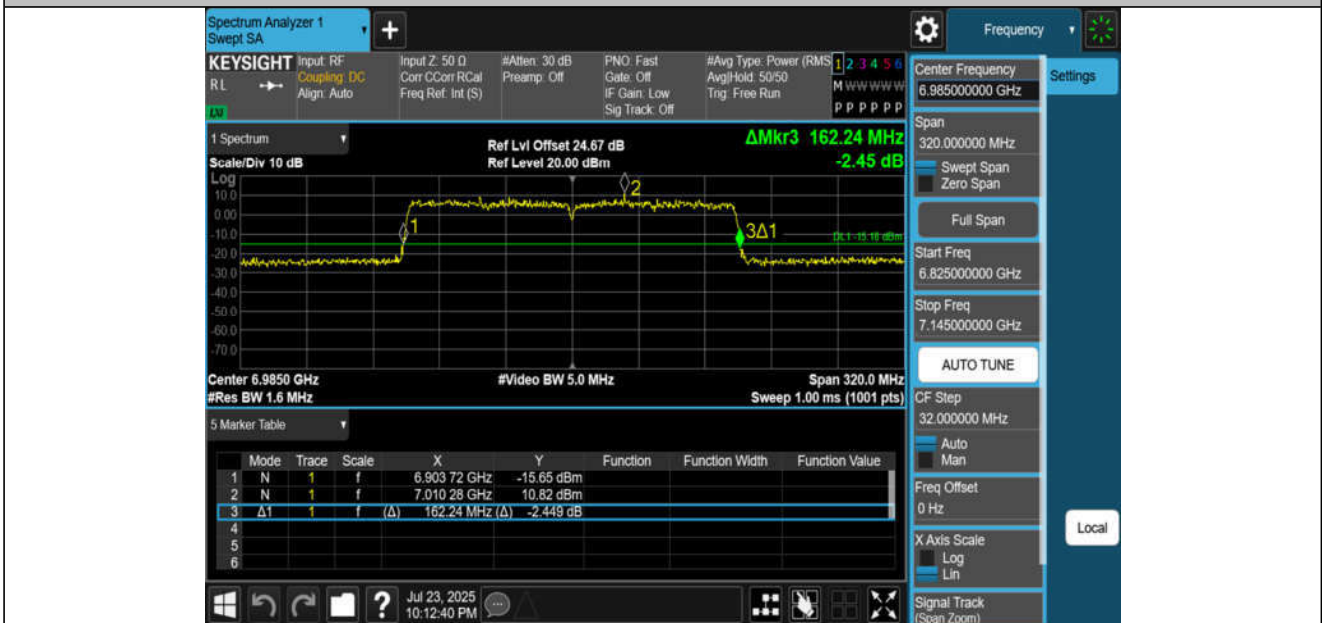 Spectrum Analyzer 1
Swept SA
+
Frequency
KEYSIGHT
RL
LXI
Input: RF
Coupling: DC
Align: Auto
Input Z: 50 Ω
Corr CCorr RCal
Freq Ref: Int (S)
#Atten: 30 dB
Preamp: Off
PNO: Fast
Gate: Off
IF Gain: Low
Sig Track: Off
#Avg Type: Power (RMS
Avg|Hold: 50/50
Trig: Free Run
1 2 3 4 5 6
M W W W W W
P P P P P P
Center Frequency
6.985000000 GHz
Settings
Span
320.000000 MHz
Swept Span
Zero Span
Full Span
Start Freq
6.825000000 GHz
Stop Freq
7.145000000 GHz
AUTO TUNE
CF Step
32.000000 MHz
Auto
Man
Freq Offset
0 Hz
X Axis Scale
Log
Lin
Signal Track
(Span Zoom)
Local
1 Spectrum
Scale/Div 10 dB
Ref Lvl Offset 24.67 dB
Ref Level 20.00 dBm
ΔMkr3 162.24 MHz
-2.45 dB
Log
10.0
0.00
-10.0
-20.0
-30.0
-40.0
-50.0
-60.0
-70.0
1
2
3Δ1
DL1 -15.18 dBm
Center 6.9850 GHz
#Video BW 5.0 MHz
Span 320.0 MHz
#Res BW 1.6 MHz
Sweep 1.00 ms (1001 pts)
5 Marker Table
Mode Trace Scale X Y Function Function Width Function Value
1 N 1 f 6.903 72 GHz -15.65 dBm
2 N 1 f 7.010 28 GHz 10.82 dBm
3 Δ1 1 f (Δ) 162.24 MHz (Δ) -2.449 dB
4
5
6
?
Jul 23, 2025
10:12:40 PM